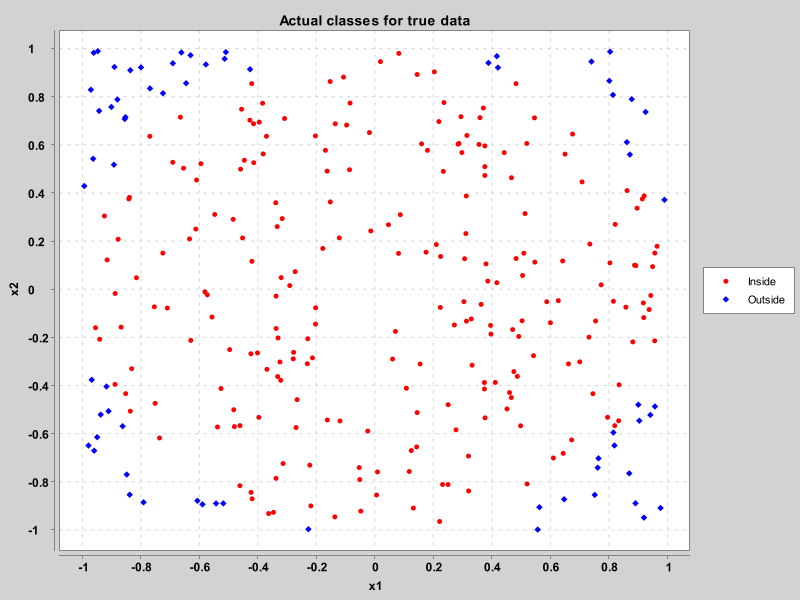 Actual classes for true data
x2
1
0.8
0.6
0.4
0.2
0
-0.2
-0.4
-0.6
-0.8
-1
-1 -0.8 -0.6 -0.4 -0.2 0 0.2 0.4 0.6 0.8 1
x1
Inside
Outside